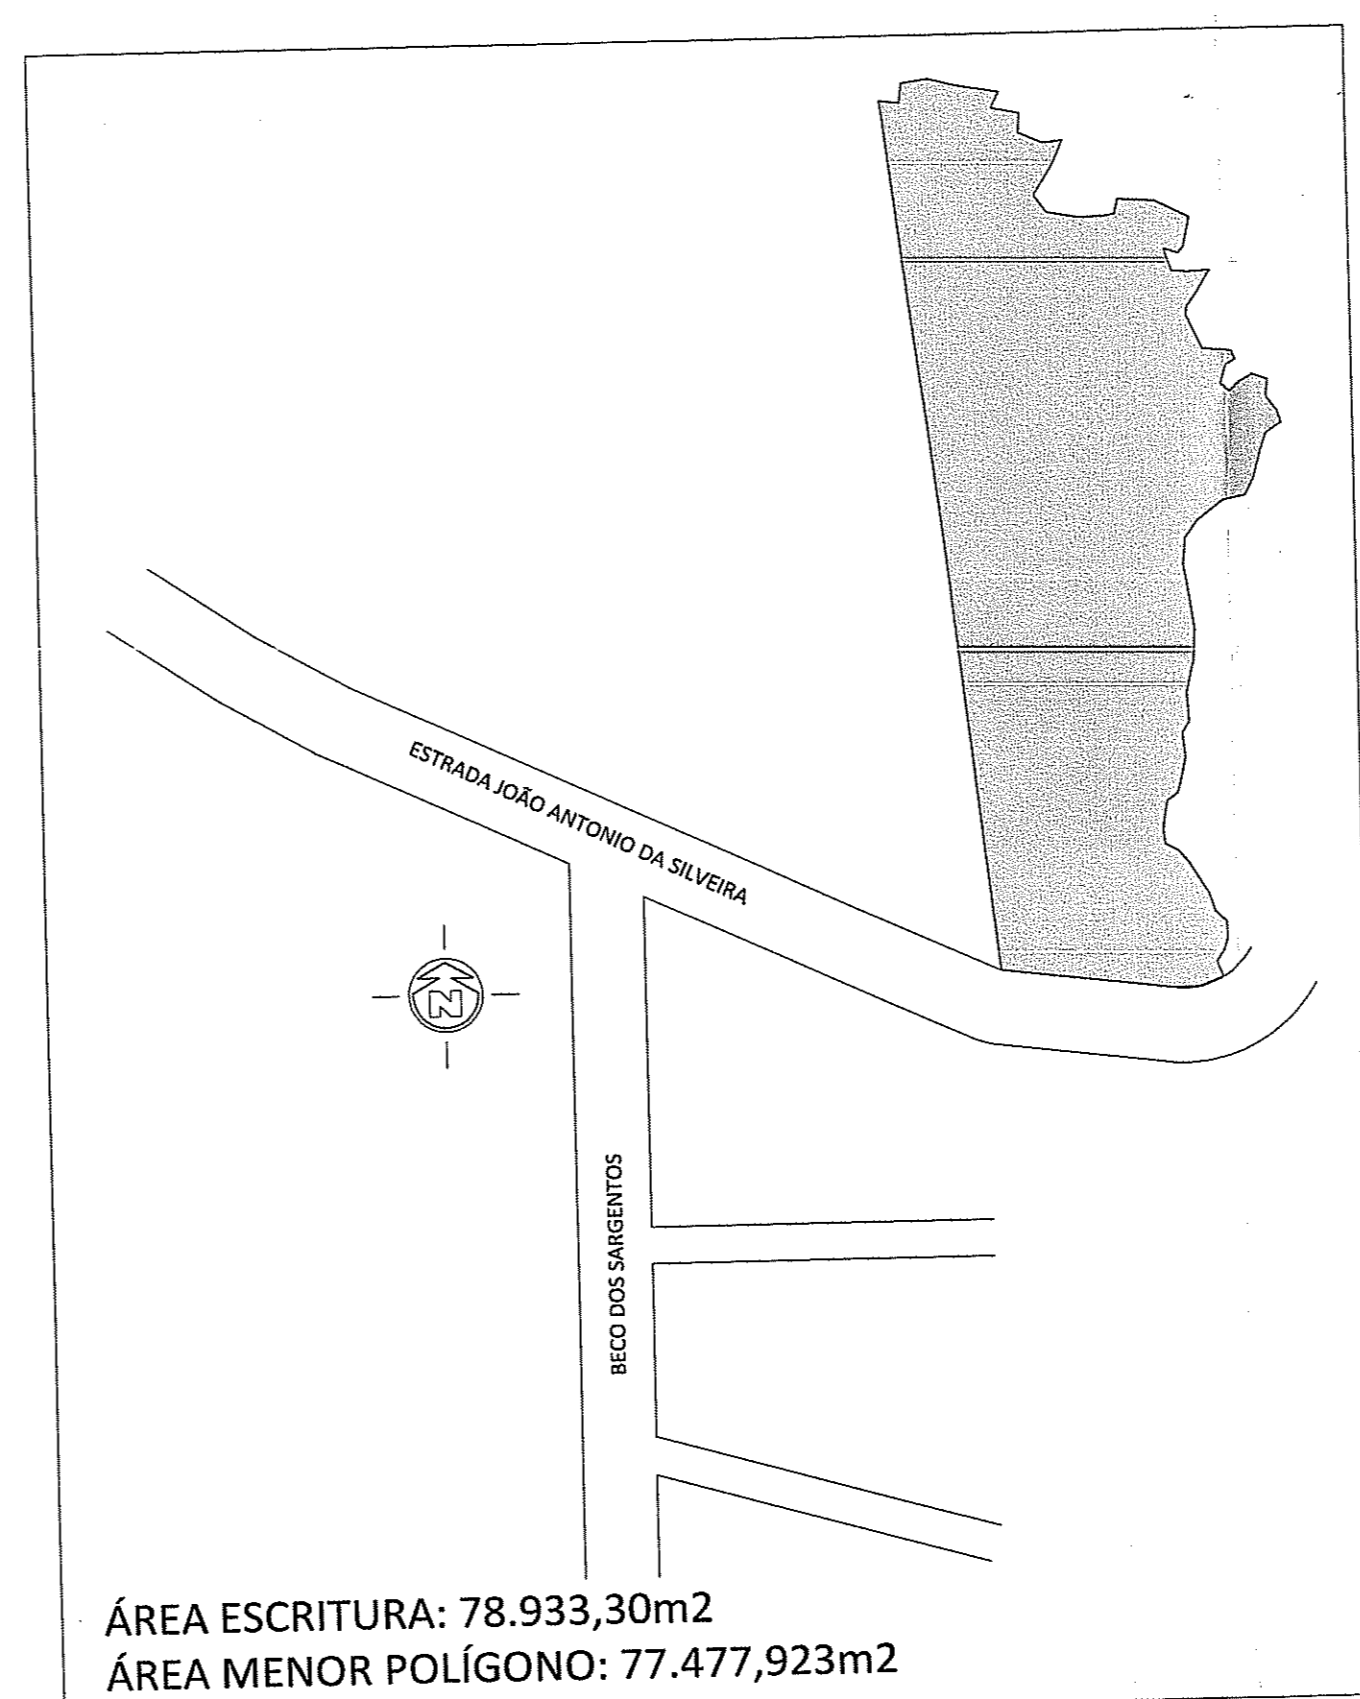 ESTRADA JOÃO ANTONIO DA SILVEIRA
N
BECO DOS SARGENTOS
ÁREA ESCRITURA: 78.933,30m2
ÁREA MENOR POLÍGONO: 77.477,923m2